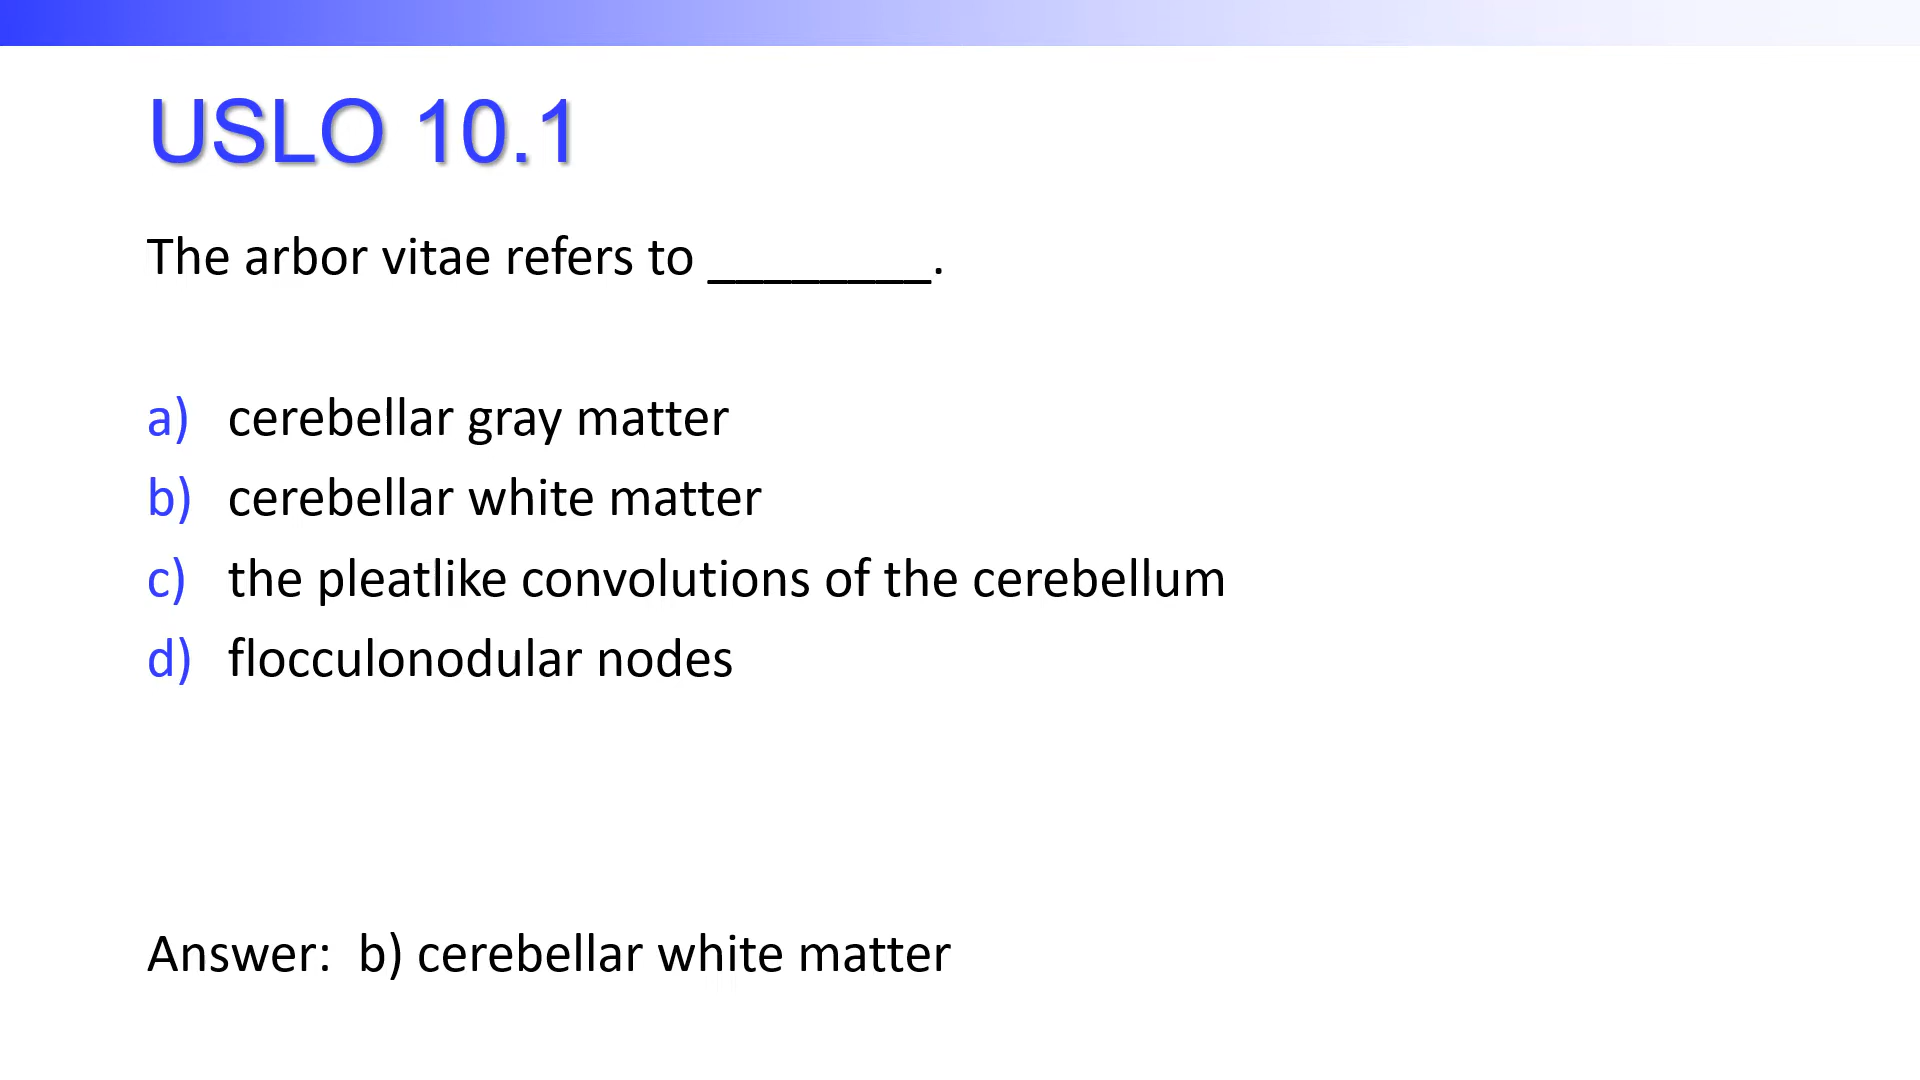 USLO 10.1
The arbor vitae refers to ________.
a) cerebellar gray matter
b) cerebellar white matter
c) the pleatlike convolutions of the cerebellum
d) flocculonodular nodes
Answer:  b) cerebellar white matter